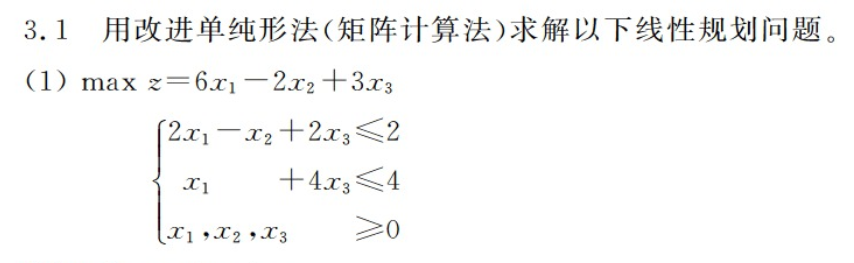 3.1 用改进单纯形法(矩阵计算法)求解以下线性规划问题。
(1) max z=6x₁-2x₂+3x₃
2x₁-x₂+2x₃≤2
x₁ +4x₃≤4
x₁,x₂,x₃ ≥0